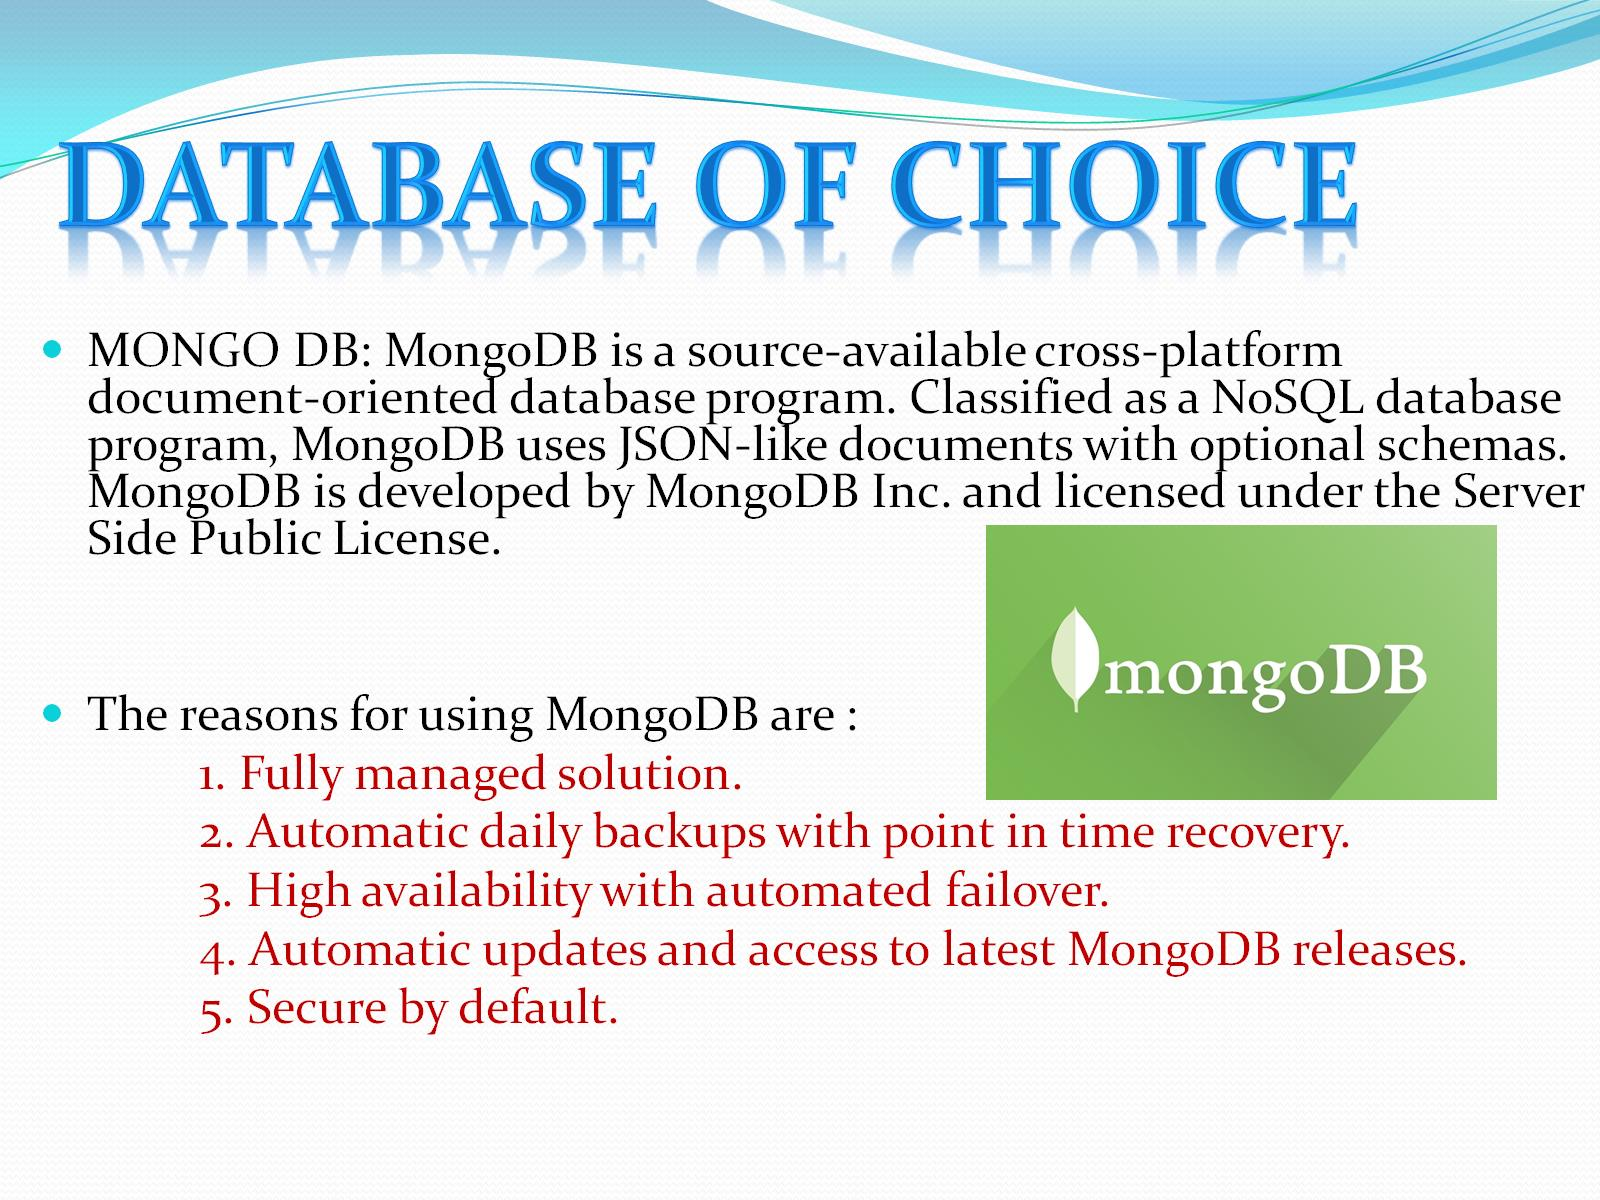 DATABASE OF CHOICE
• MONGO DB: MongoDB is a source-available cross-platform
document-oriented database program. Classified as a NoSQL database
program, MongoDB uses JSON-like documents with optional schemas.
MongoDB is developed by MongoDB Inc. and licensed under the Server
Side Public License.
mongoDB
• The reasons for using MongoDB are :
1. Fully managed solution.
2. Automatic daily backups with point in time recovery.
3. High availability with automated failover.
4. Automatic updates and access to latest MongoDB releases.
5. Secure by default.